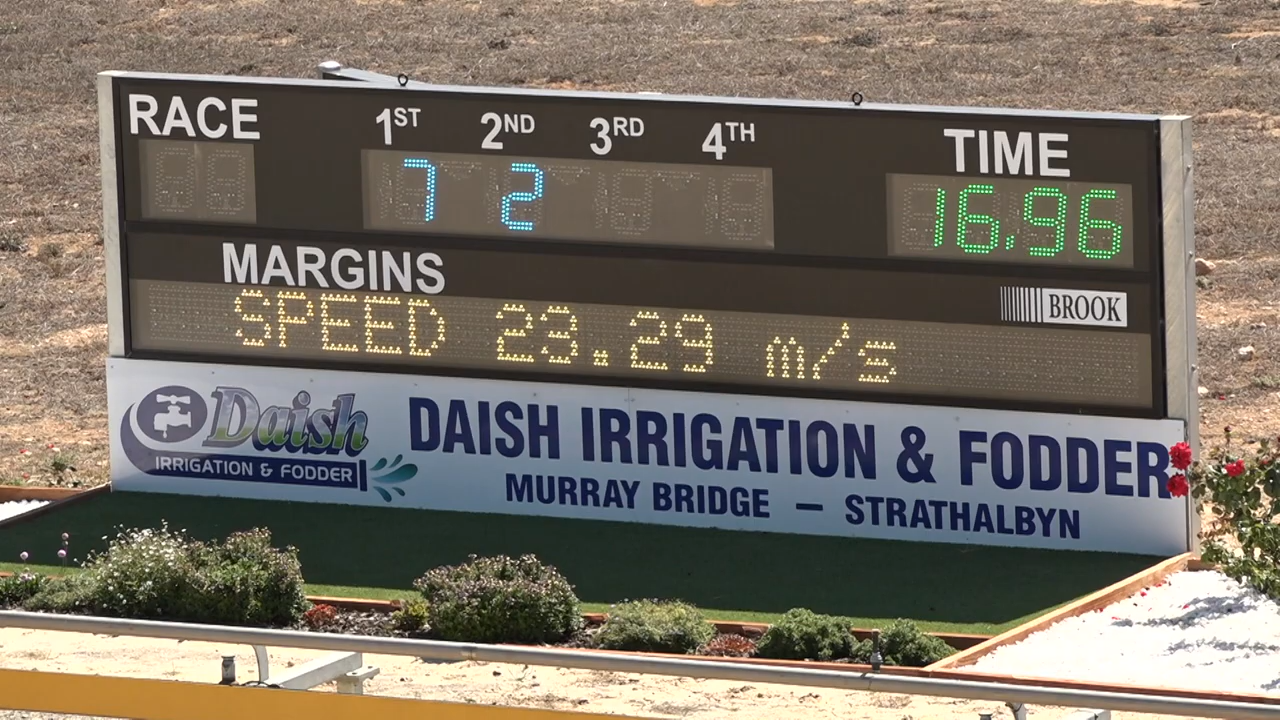 RACE 1ST 2ND 3RD 4TH TIME
7 2 16.96
MARGINS
BROOK
SPEED 23.29 m/s
Daish
IRRIGATION & FODDER
DAISH IRRIGATION & FODDER
MURRAY BRIDGE — STRATHALBYN